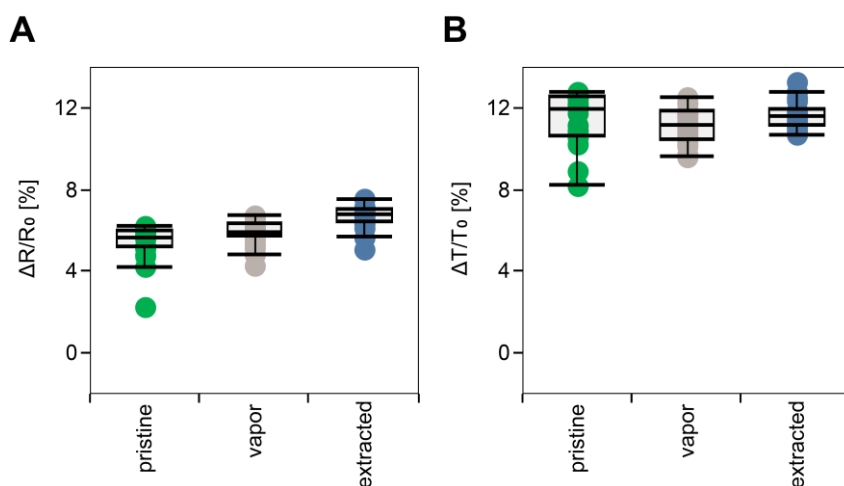 A
ΔR/R₀ [%]
12
8
4
0
pristine
vapor
extracted
B
ΔT/T₀ [%]
12
8
4
0
pristine
vapor
extracted